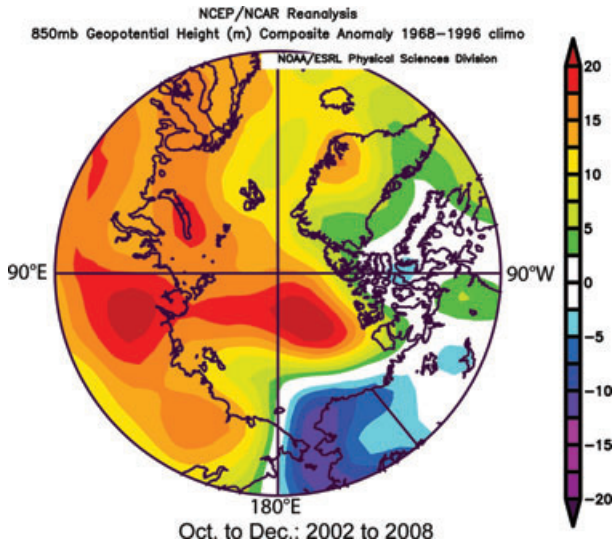 NCEP/NCAR Reanalysis
850mb Geopotential Height (m) Composite Anomaly 1968–1996 climo
NOAA/ESRL Physical Sciences Division
20
15
10
5
0
−5
−10
−15
−20
90°E
90°W
180°E
Oct. to Dec.: 2002 to 2008